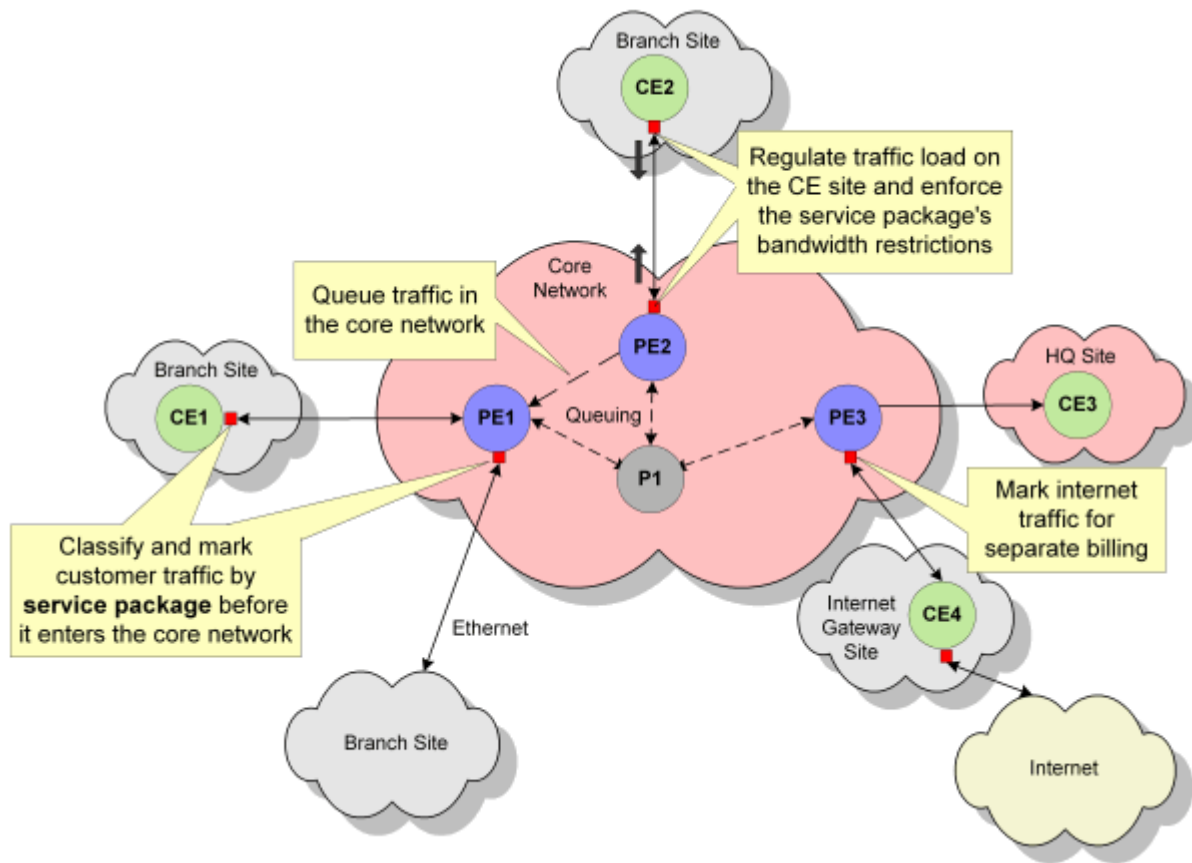 Branch Site
CE2
Regulate traffic load on
the CE site and enforce
the service package's
bandwidth restrictions
Core
Network
Queue traffic in
the core network
PE2
Branch Site
CE1
PE1
Queuing
PE3
HQ Site
CE3
P1
Classify and mark
customer traffic by
service package before
it enters the core network
Mark internet
traffic for
separate billing
Ethernet
Internet
Gateway
Site
CE4
Branch Site
Internet